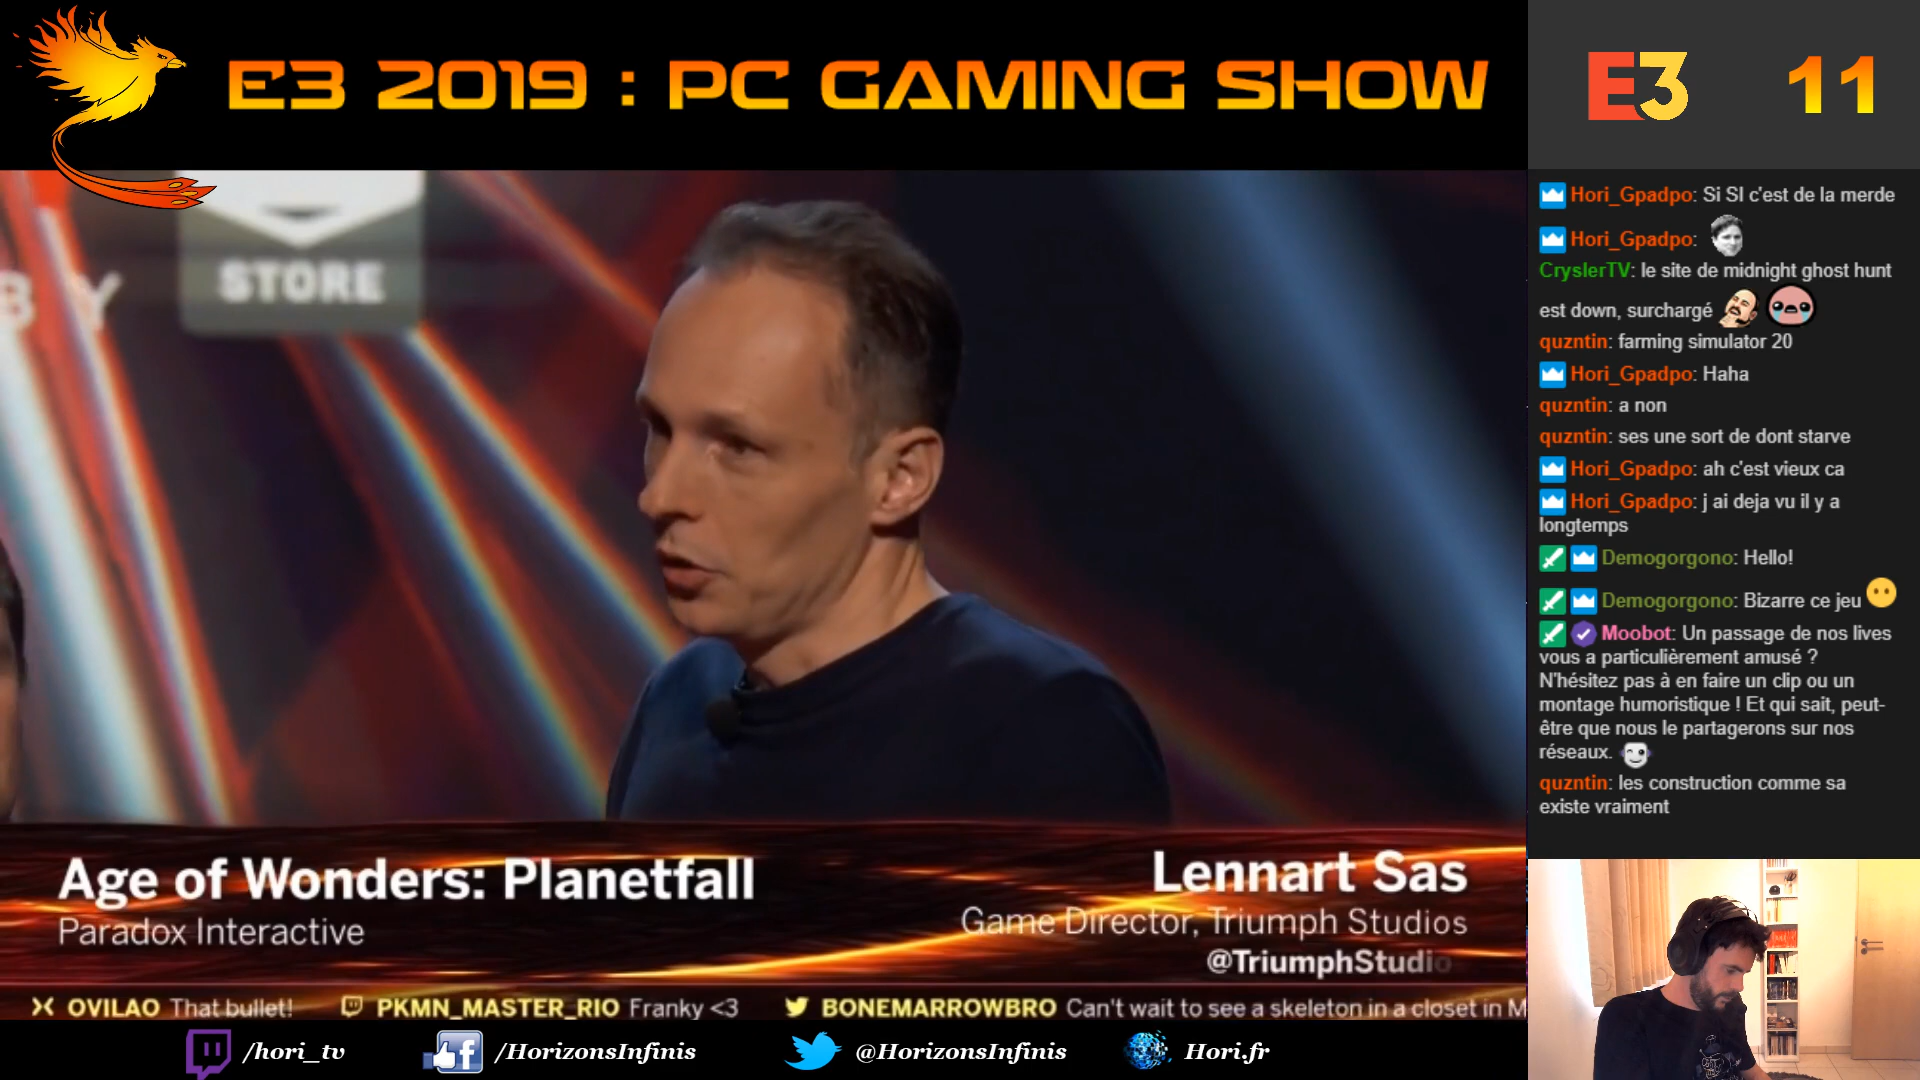 E3 2019 : PC GAMING SHOW
E3
11
BY
STORE
Hori_Gpadpo: Si SI c'est de la merde
Hori_Gpadpo:
CryslerTV: le site de midnight ghost hunt
est down, surchargé
quzntin: farming simulator 20
Hori_Gpadpo: Haha
quzntin: a non
quzntin: ses une sort de dont starve
Hori_Gpadpo: ah c'est vieux ca
Hori_Gpadpo: j ai deja vu il y a
longtemps
Demogorgono: Hello!
Demogorgono: Bizarre ce jeu
Moobot: Un passage de nos lives
vous a particulièrement amusé ?
N'hésitez pas à en faire un clip ou un
montage humoristique ! Et qui sait, peut-
être que nous le partagerons sur nos
réseaux.
quzntin: les construction comme sa
existe vraiment
Age of Wonders: Planetfall
Paradox Interactive
Lennart Sas
Game Director, Triumph Studios
@TriumphStudio
OVILAO That bullet! PKMN_MASTER_RIO Franky <3 BONEMARROWBRO Can't wait to see a skeleton in a closet in M
/hori_tv /HorizonsInfinis @HorizonsInfinis Hori.fr